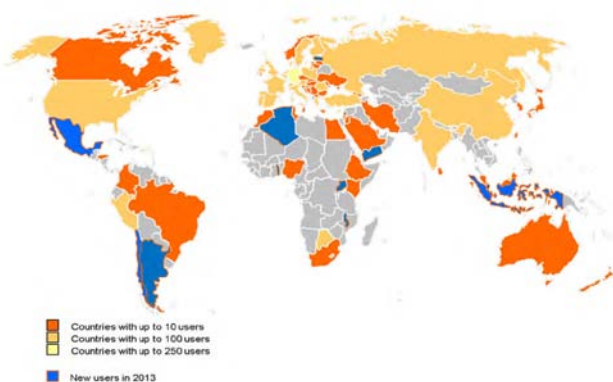 Countries with up to 10 users
Countries with up to 100 users
Countries with up to 250 users
New users in 2013